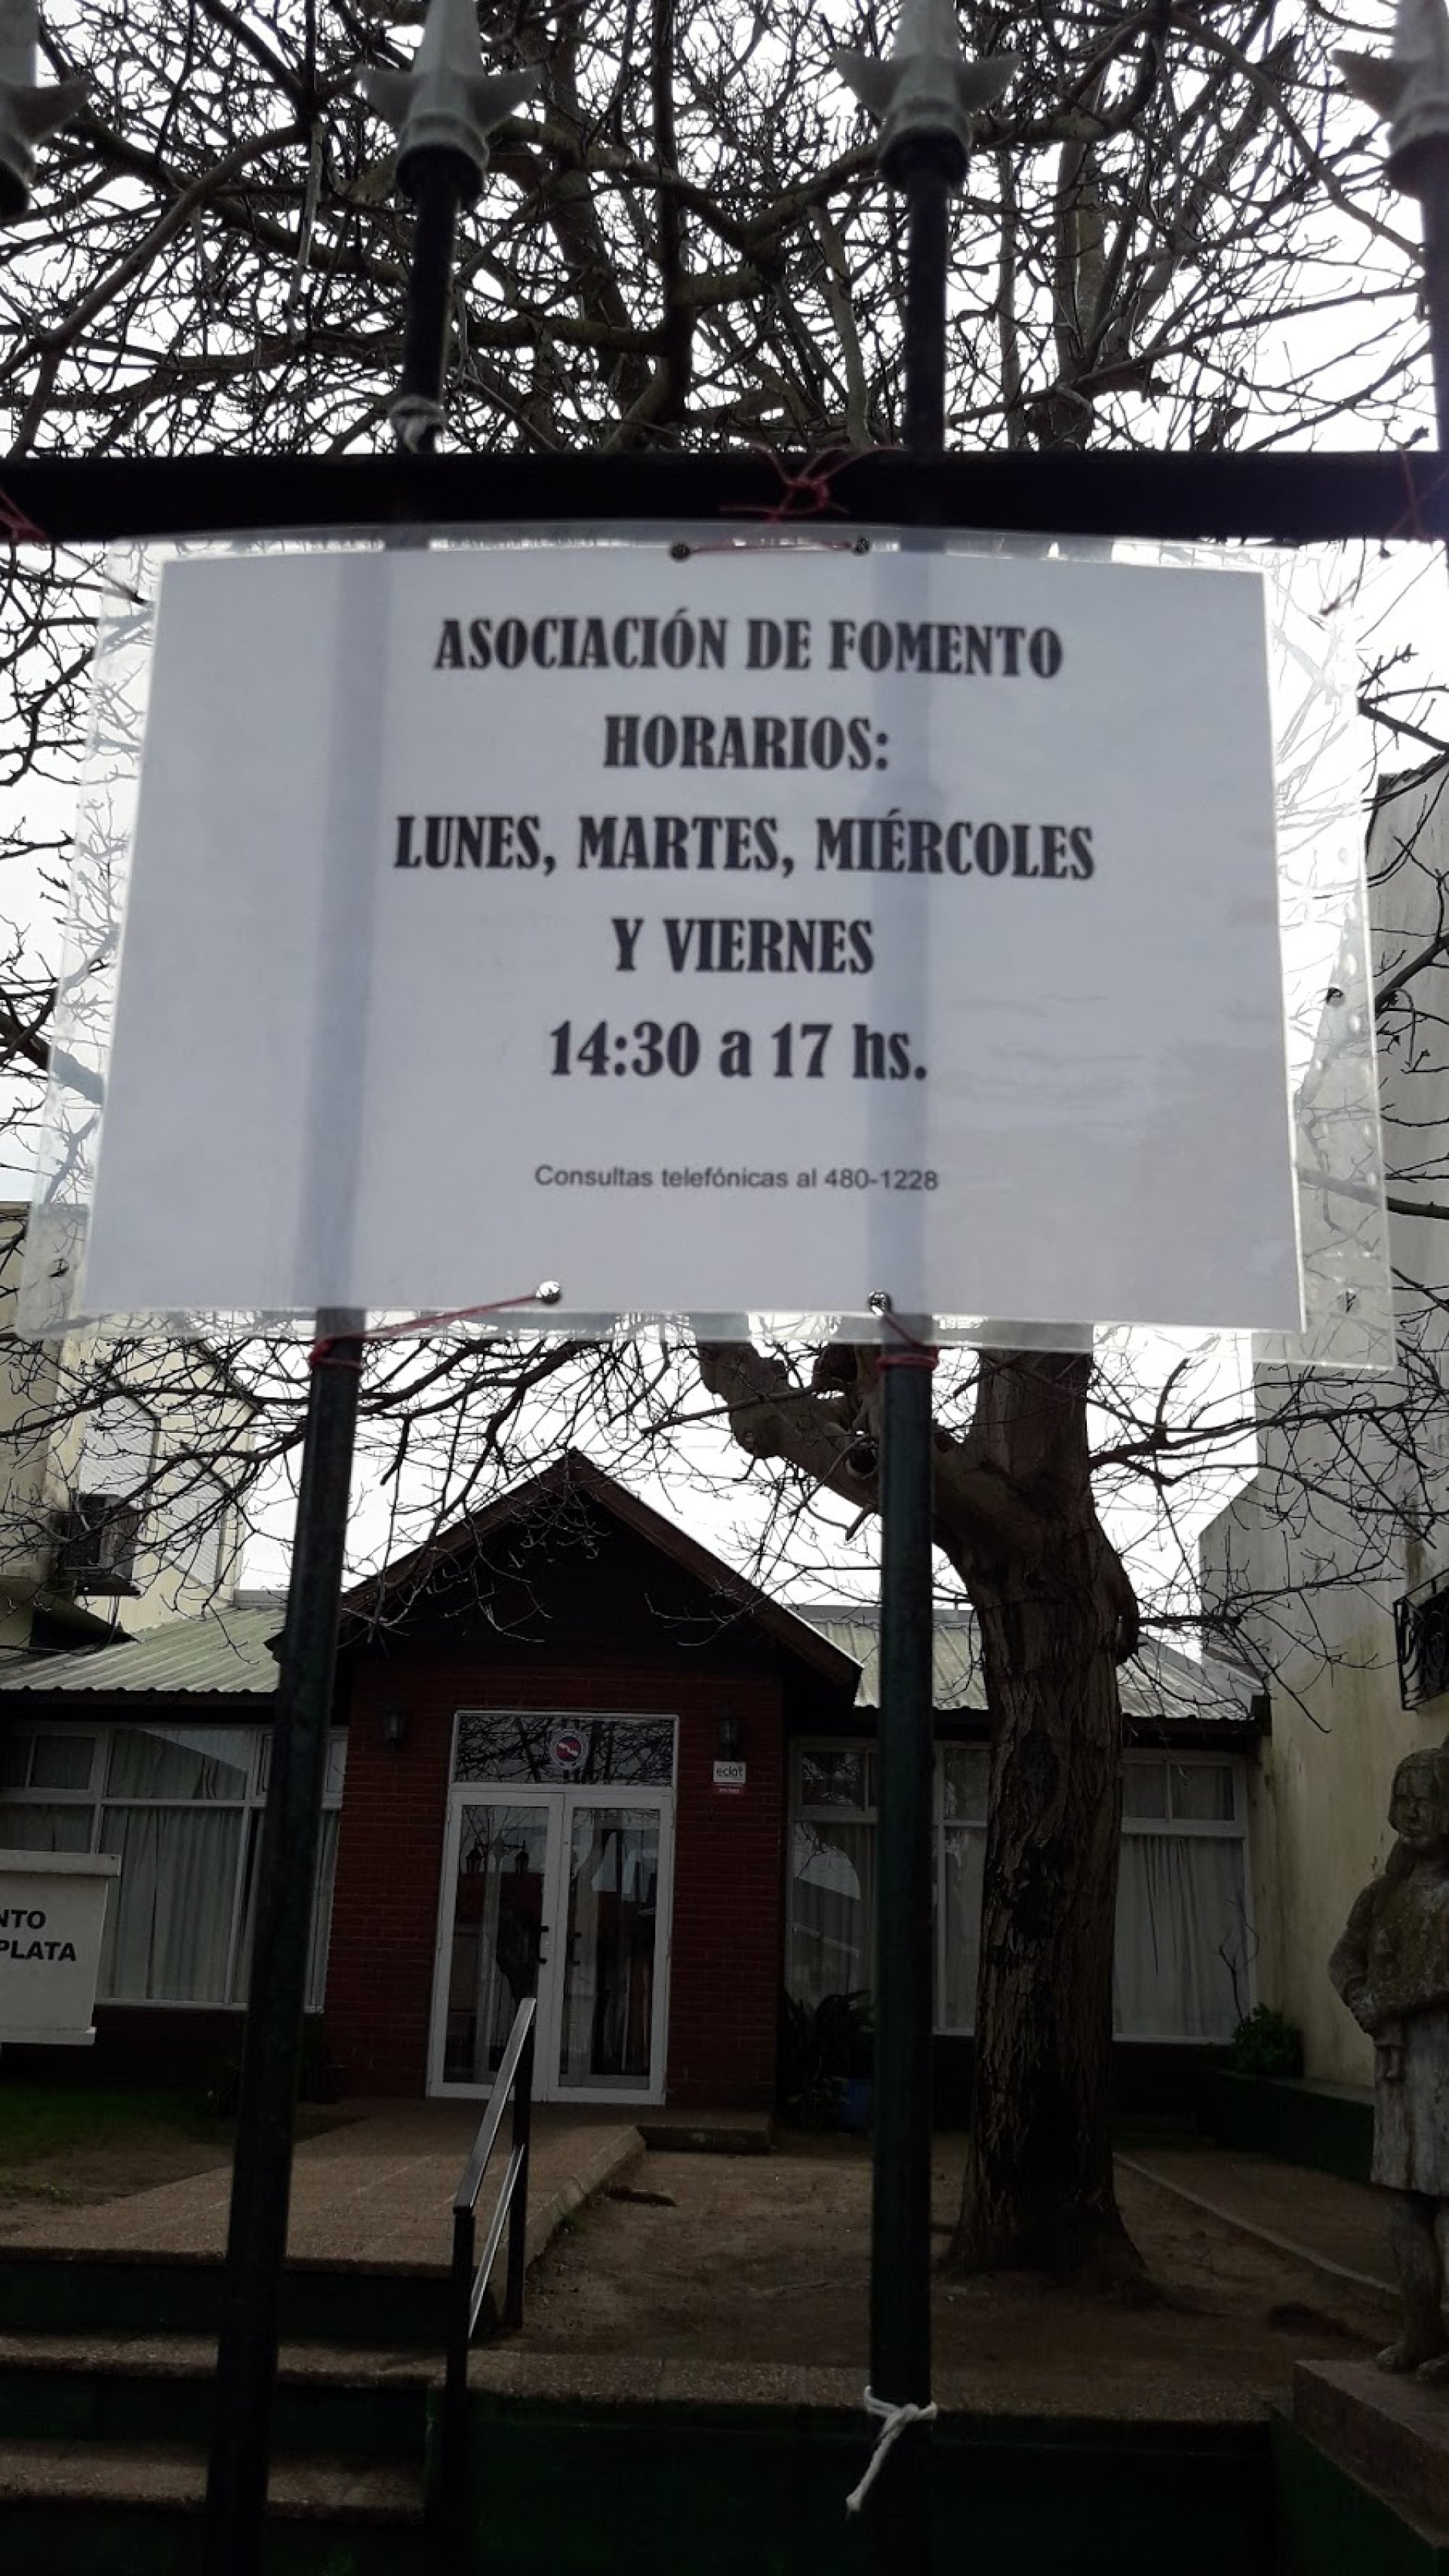 ASOCIACIÓN DE FOMENTO
HORARIOS:
LUNES, MARTES, MIÉRCOLES
Y VIERNES
14:30 a 17 hs.
Consultas telefónicas al 480-1228
eclat
NTO
PLATA